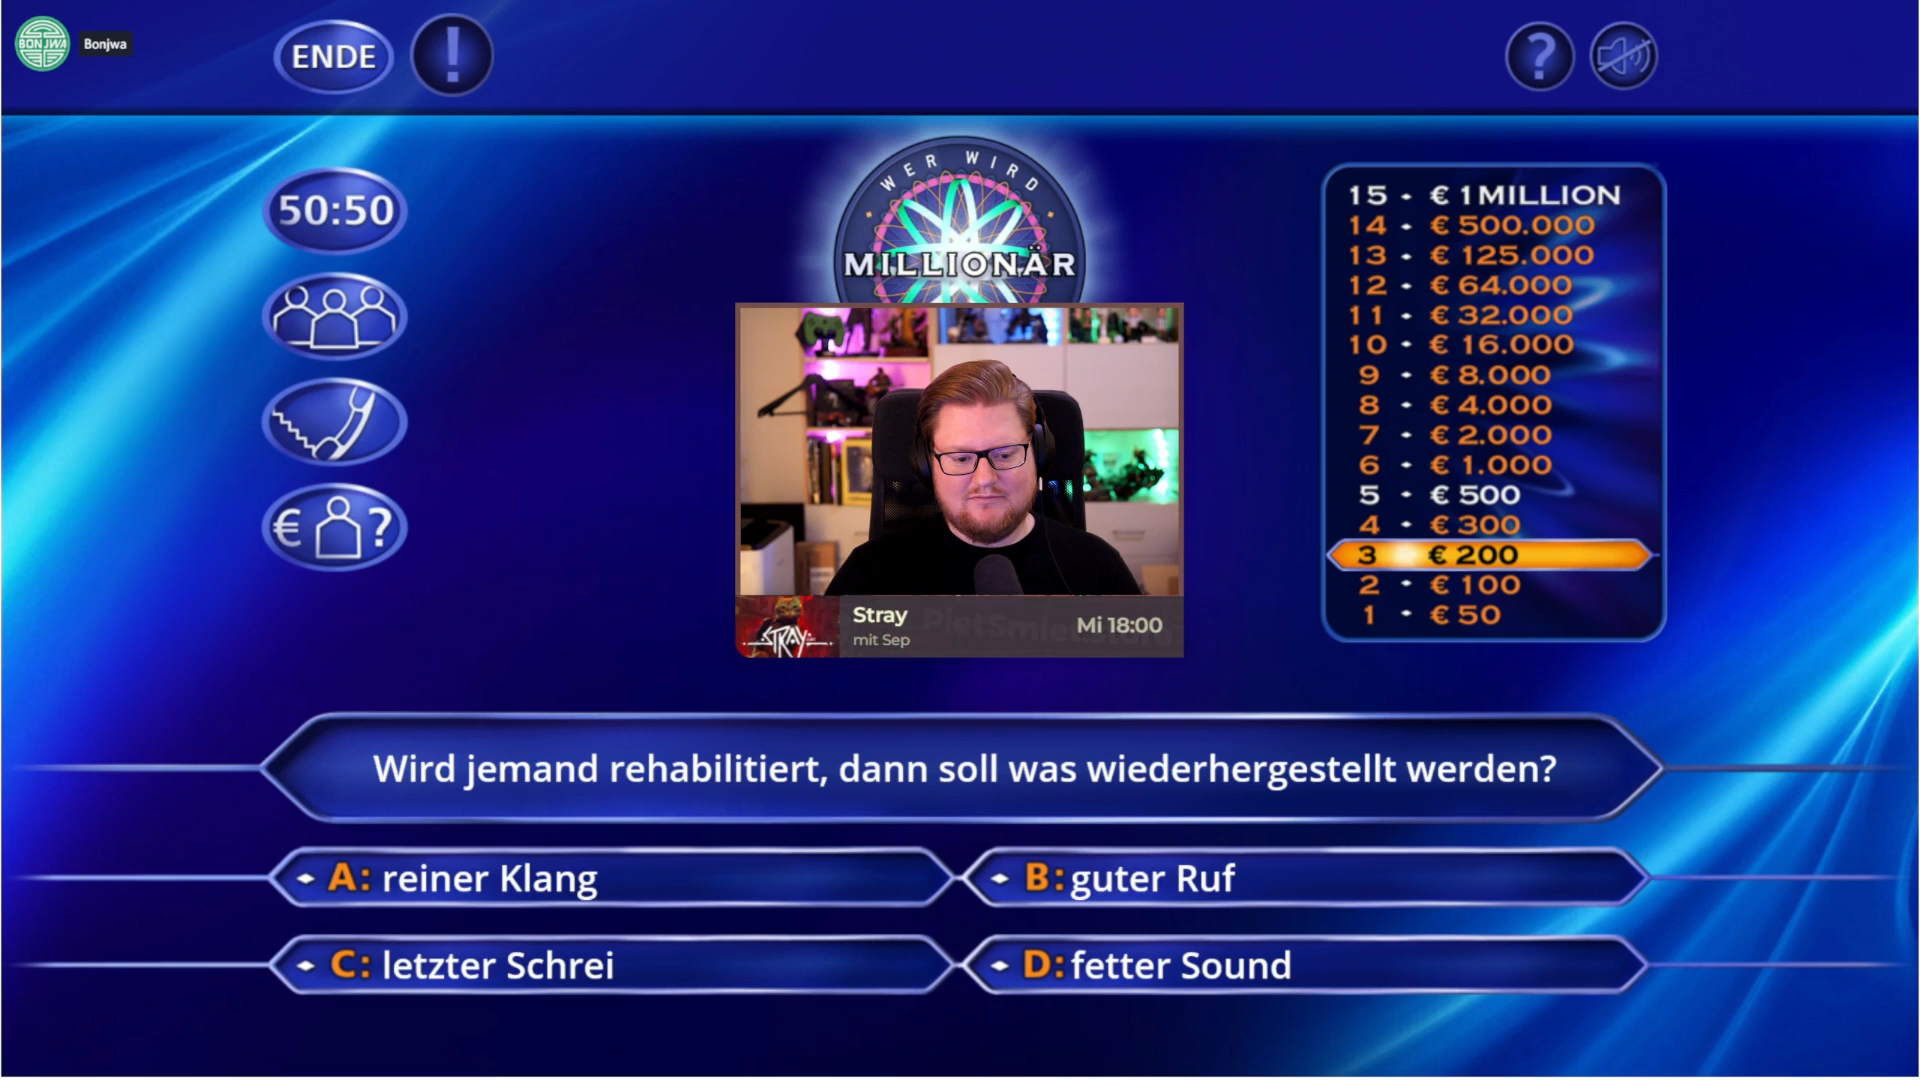 BONJWA
Bonjwa
ENDE
!
?
50:50
€ ?
WER WIRD
MILLIONÄR
15 · € 1 MILLION
14 · € 500.000
13 · € 125.000
12 · € 64.000
11 · € 32.000
10 · € 16.000
9 · € 8.000
8 · € 4.000
7 · € 2.000
6 · € 1.000
5 · € 500
4 · € 300
3 € 200
2 · € 100
1 · € 50
STRAY
Stray
mit Sep
Mi 18:00
Wird jemand rehabilitiert, dann soll was wiederhergestellt werden?
A: reiner Klang
B: guter Ruf
C: letzter Schrei
D: fetter Sound